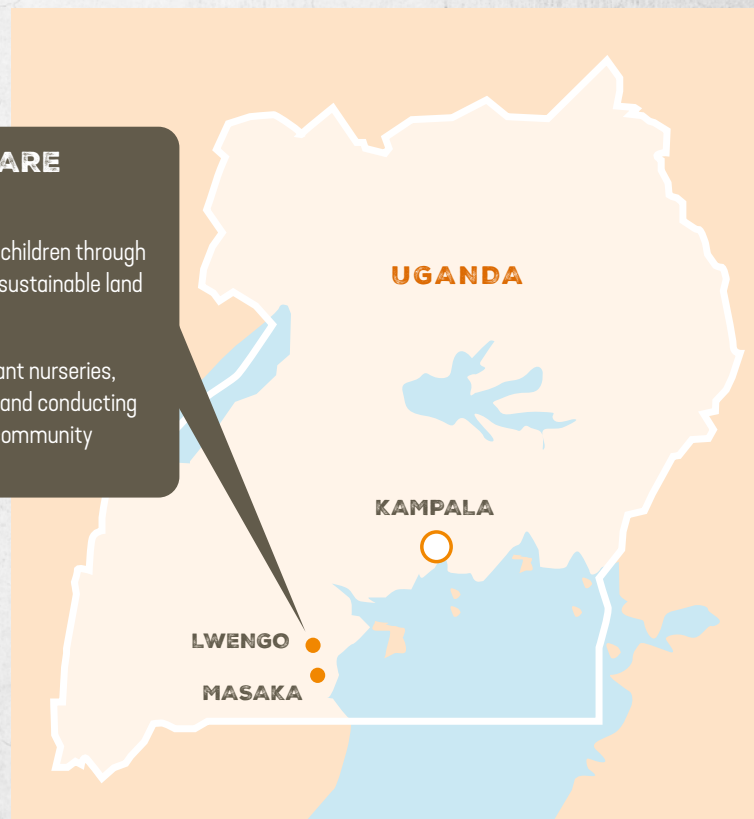 ARE
children through
sustainable land
ant nurseries,
and conducting
ommunity
UGANDA
KAMPALA
LWENGO
MASAKA